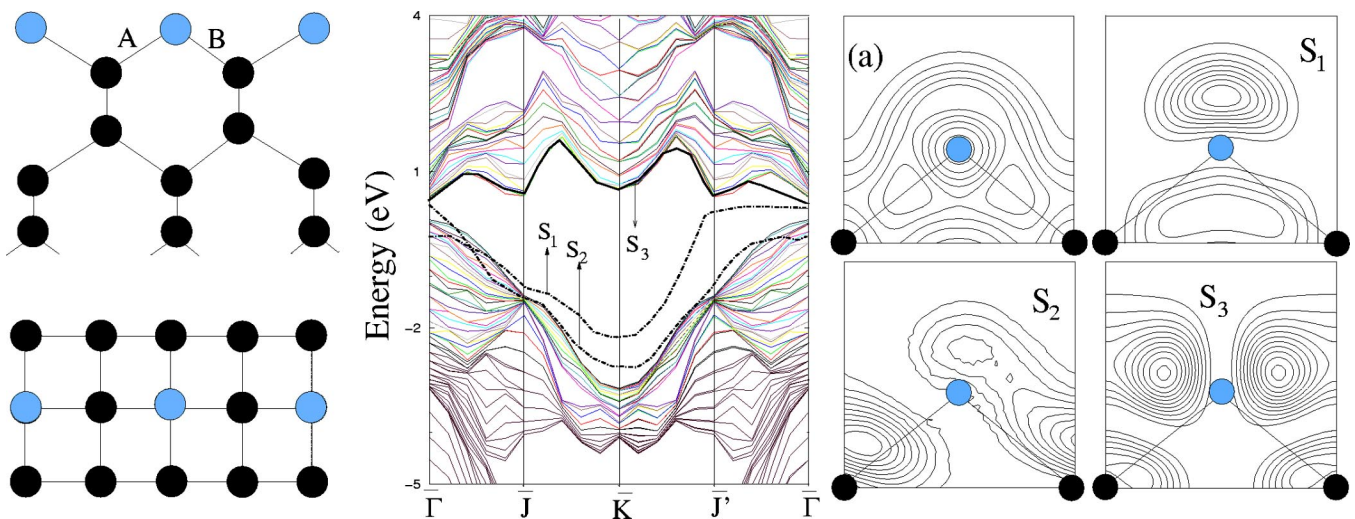 A B
Energy (eV)
4
1
-2
-5
S1
S2
S3
Γ̅ J̅ K̅ J̅' Γ̅
(a)
S1
S2
S3